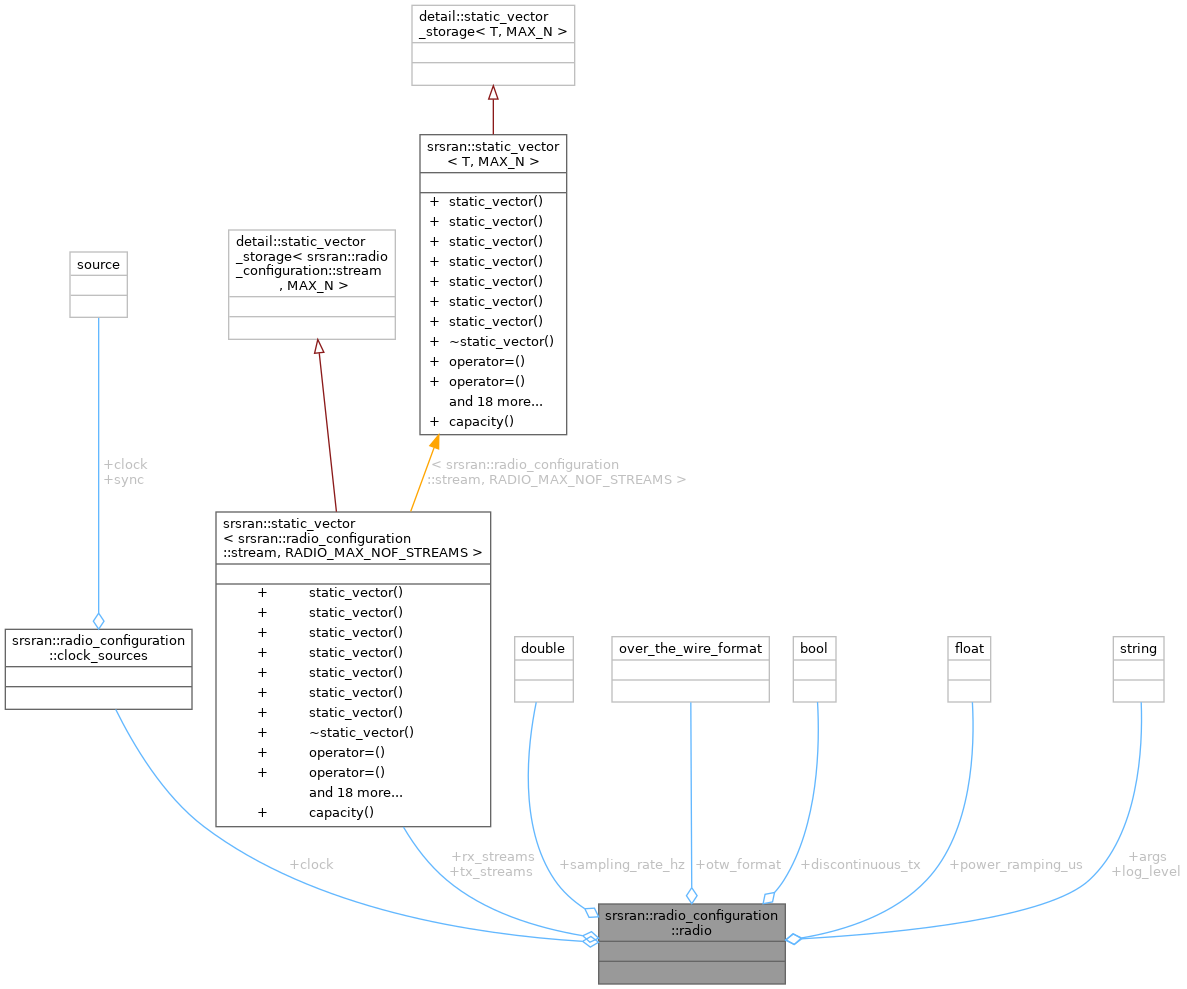 detail::static_vector
_storage< T, MAX_N >
srsran::static_vector
< T, MAX_N >
+ static_vector()
+ static_vector()
+ static_vector()
+ static_vector()
+ static_vector()
+ static_vector()
+ static_vector()
+ ~static_vector()
+ operator=()
+ operator=()
and 18 more...
+ capacity()
detail::static_vector
_storage< srsran::radio
_configuration::stream
, MAX_N >
source
+clock
+sync
< srsran::radio_configuration
::stream, RADIO_MAX_NOF_STREAMS >
srsran::static_vector
< srsran::radio_configuration
::stream, RADIO_MAX_NOF_STREAMS >
+ static_vector()
+ static_vector()
+ static_vector()
+ static_vector()
+ static_vector()
+ static_vector()
+ static_vector()
+ ~static_vector()
+ operator=()
+ operator=()
and 18 more...
+ capacity()
srsran::radio_configuration
::clock_sources
double
over_the_wire_format
bool
float
string
+clock
+rx_streams
+tx_streams
+sampling_rate_hz
+otw_format
+discontinuous_tx
+power_ramping_us
+args
+log_level
srsran::radio_configuration
::radio